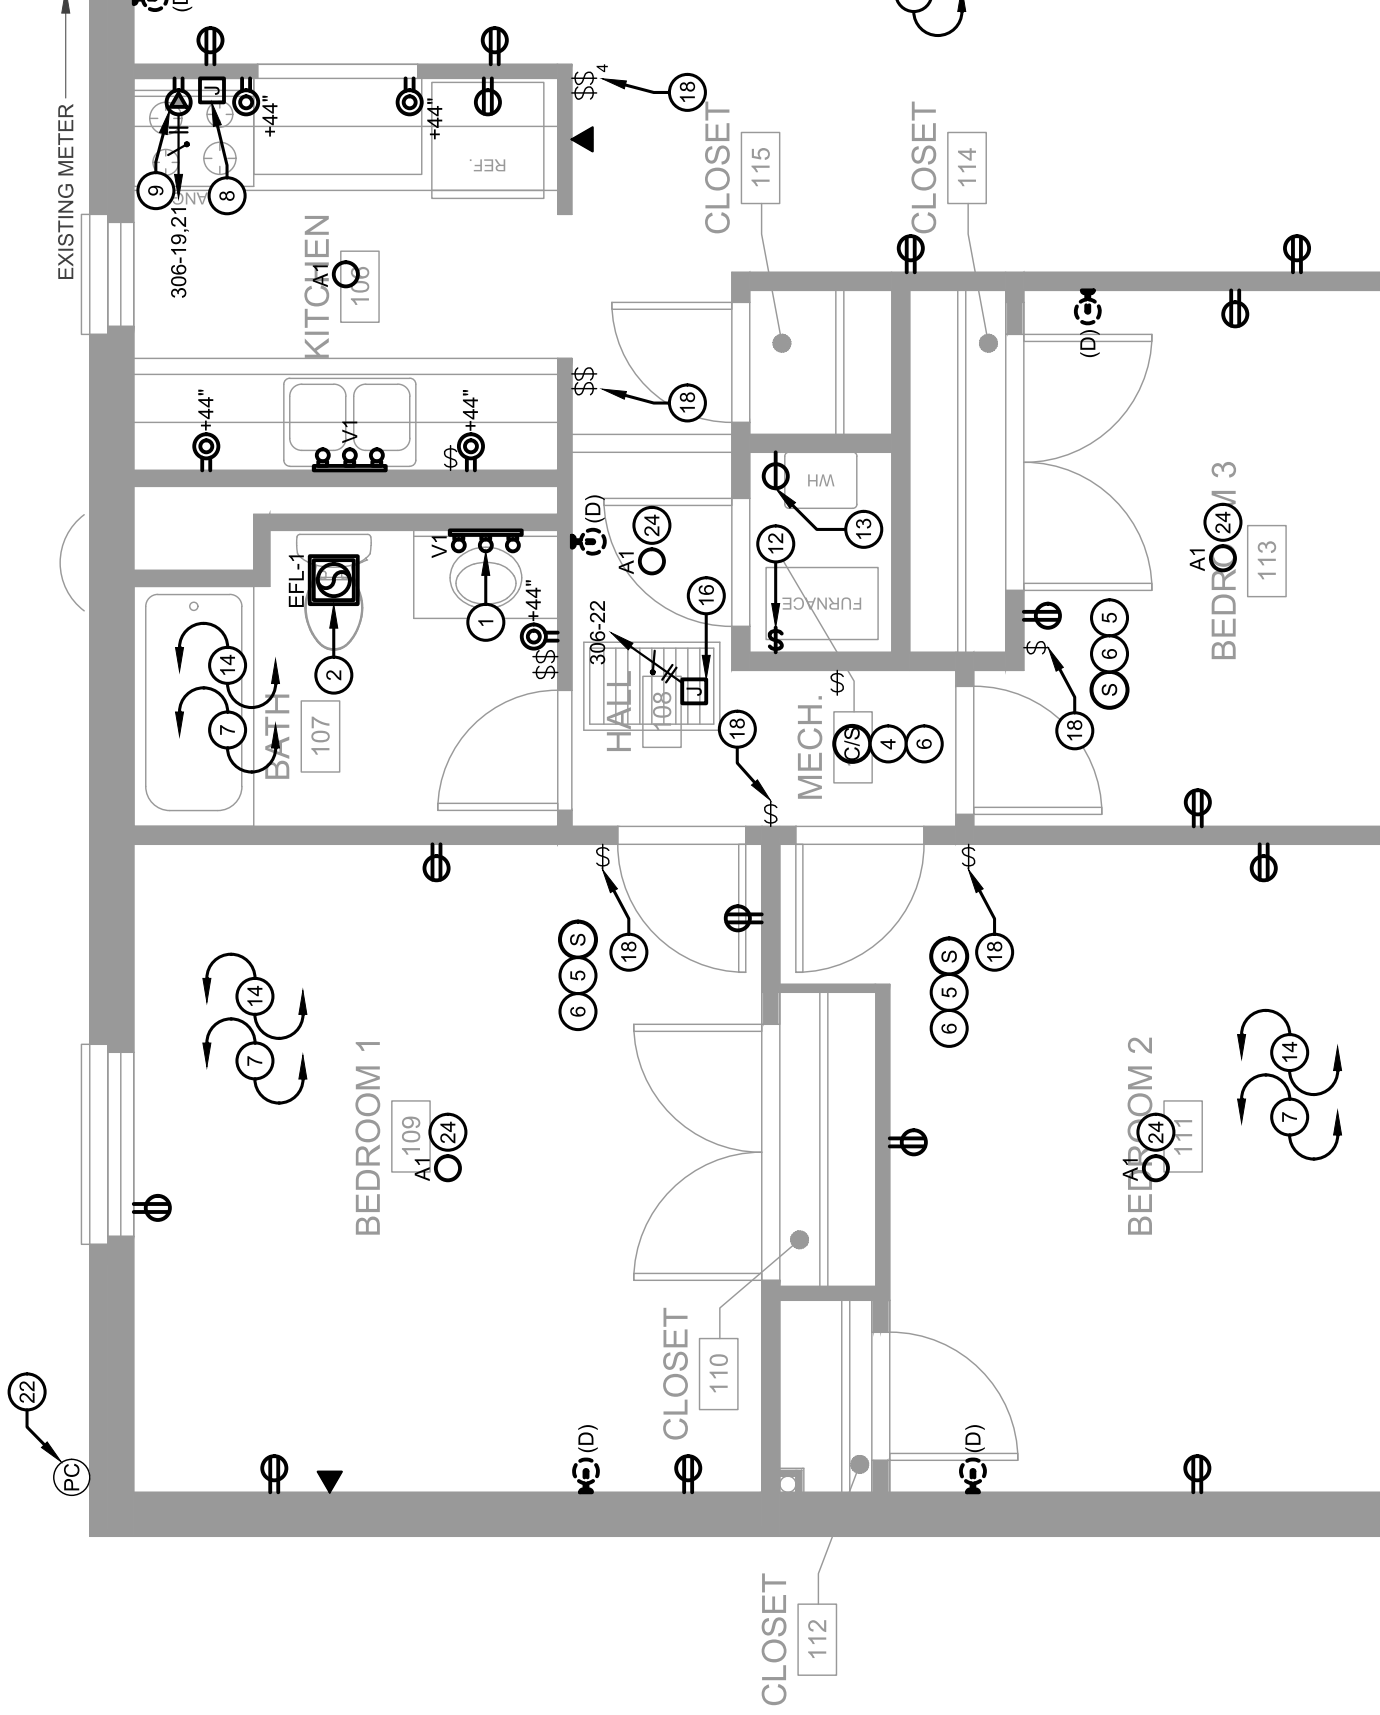 EXISTING METER
(D)
J
+44"
+44"
4
18
9
8
REF.
306-19,21
KITCHEN
A1
106
CLOSET
115
CLOSET
114
18
+44"
V1
+44"
(D)
EFL-1
V1
1
+44"
2
14
7
BATH
107
A1
24
WH
13
12
FURNACE
16
306-22
J
HALL
108
18
MECH.
C/S
4
6
(D)
A1
24
BEDROOM 3
113
5
6
S
18
S
5
6
18
S
5
6
18
14
7
BEDROOM 1
109
A1
24
BEDROOM 2
111
A1
24
14
7
CLOSET
110
22
PC
(D)
(D)
CLOSET
112